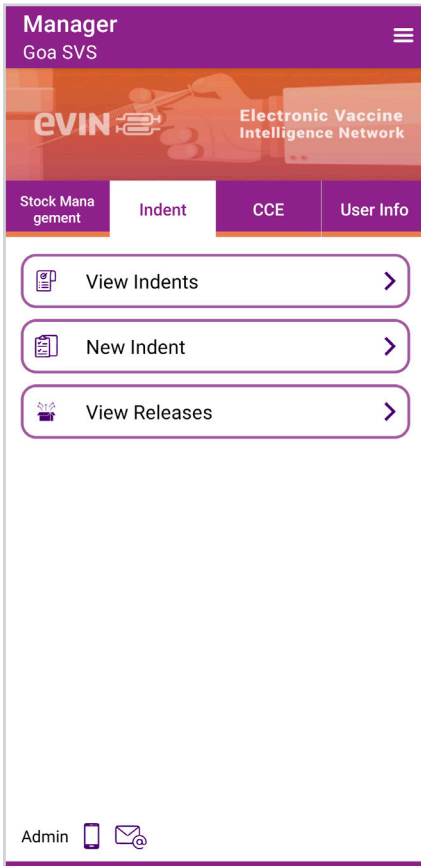 Manager
Goa SVS
eVIN
Electronic Vaccine
Intelligence Network
Stock Mana
gement
Indent
CCE
User Info
View Indents
New Indent
View Releases
Admin